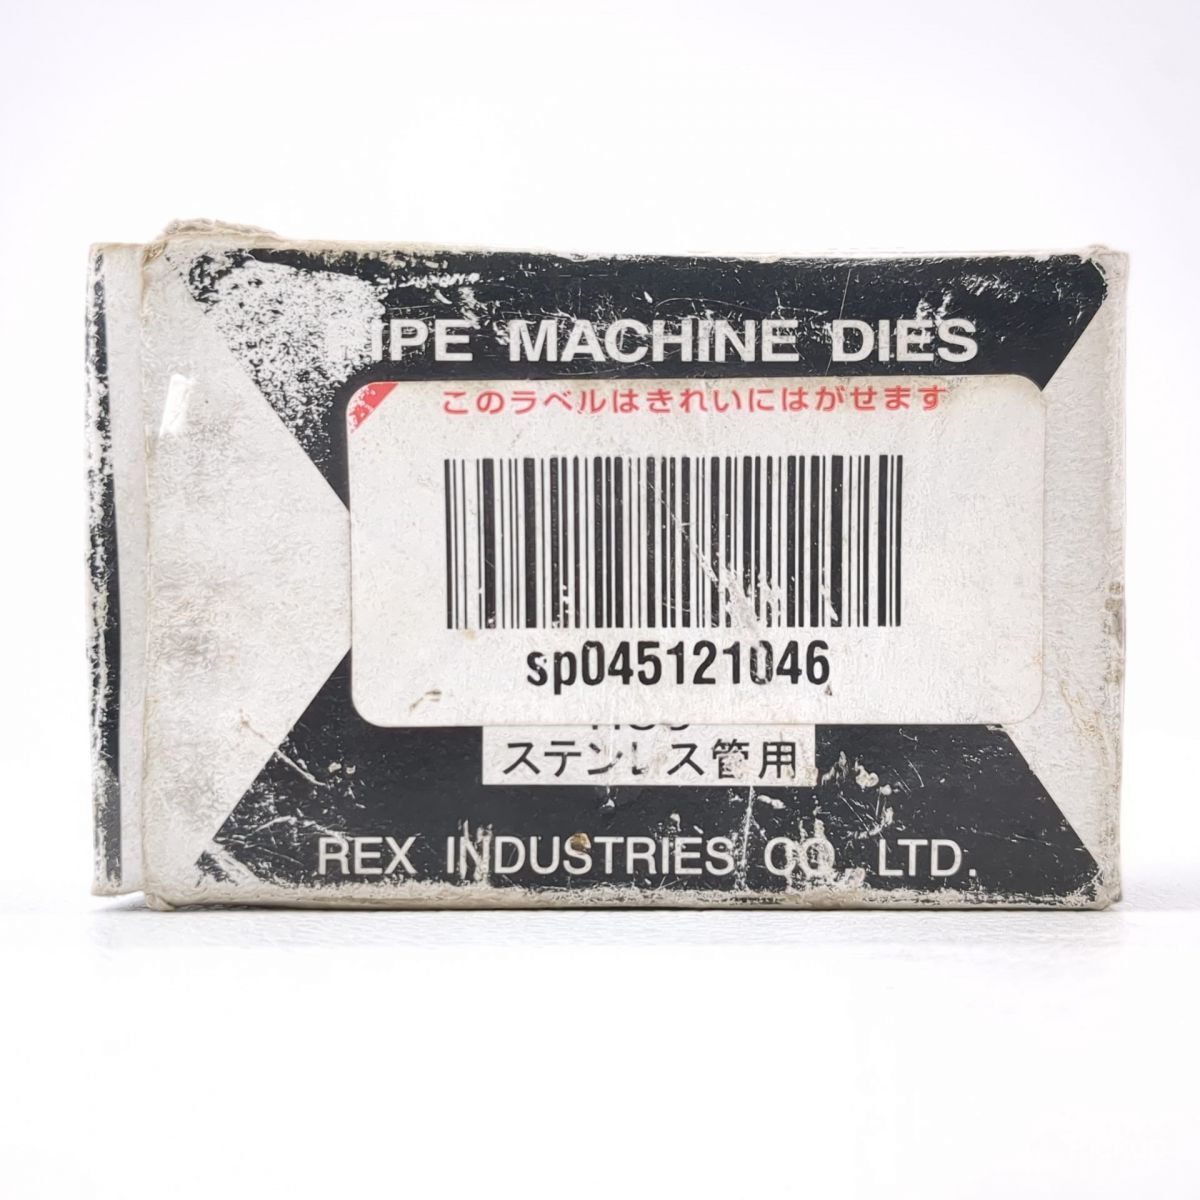 PIPE MACHINE DIES
このラベルはきれいにはがせます
sp045121046
ステンレス管用
REX INDUSTRIES CO., LTD.